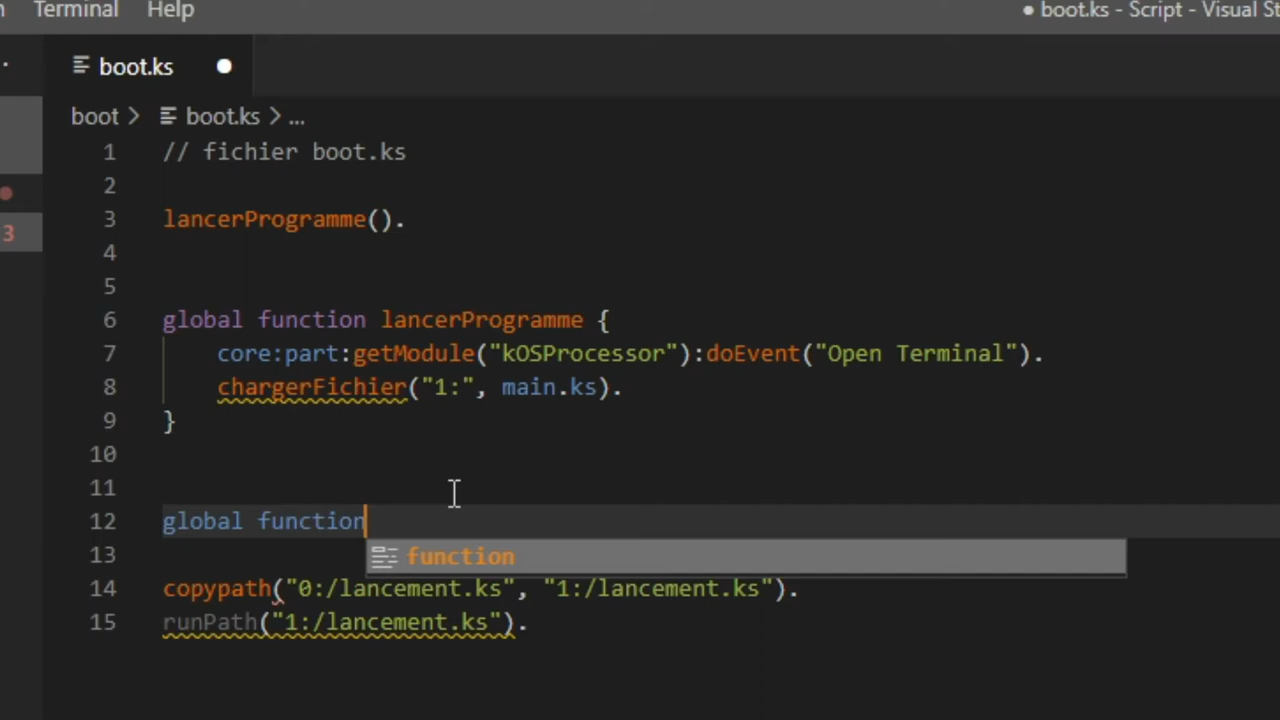 Terminal Help
● boot.ks - Script - Visual
boot.ks
boot > boot.ks > ...
1 // fichier boot.ks
2
3 lancerProgramme().
4
5
6 global function lancerProgramme {
7 core:part:getModule("kOSProcessor"):doEvent("Open Terminal").
8 chargerFichier("1:", main.ks).
9 }
10
11
12 global function
function
13
14 copypath("0:/lancement.ks", "1:/lancement.ks").
15 runPath("1:/lancement.ks").
3